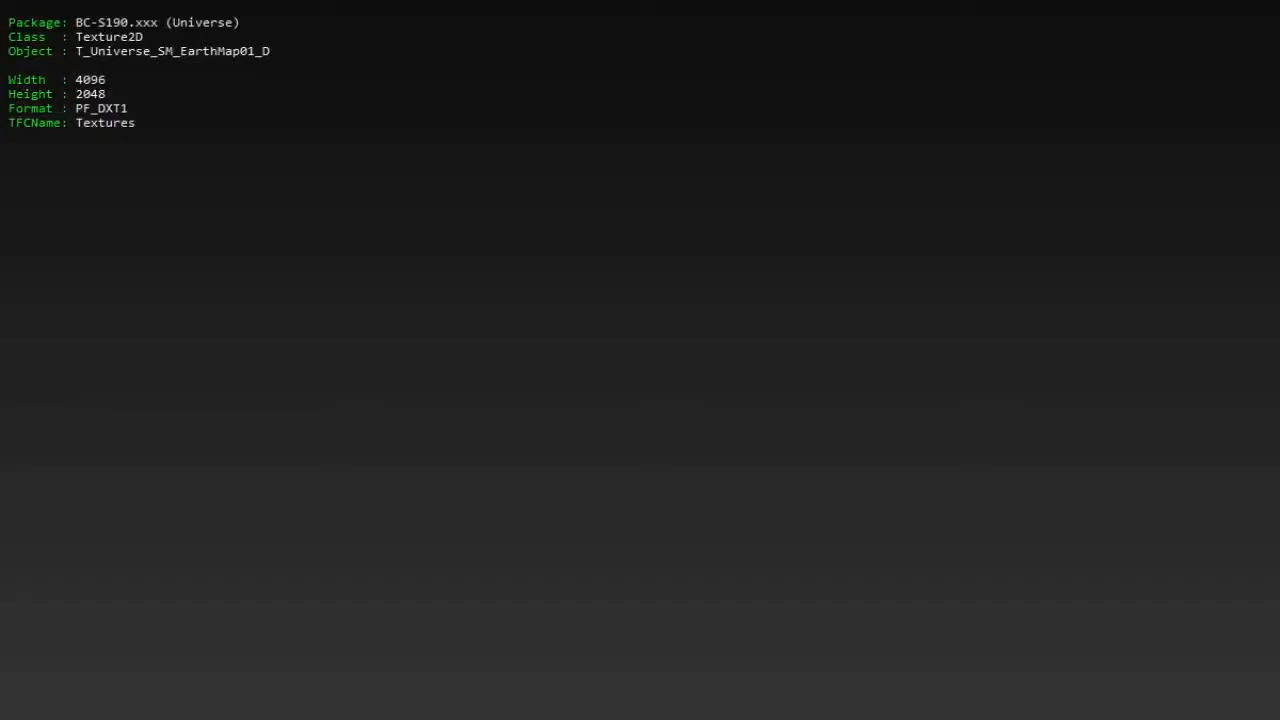 Package: BC-S190.xxx (Universe)
Class  : Texture2D
Object : T_Universe_SM_EarthMap01_D
Width  : 4096
Height : 2048
Format : PF_DXT1
TFCName: Textures